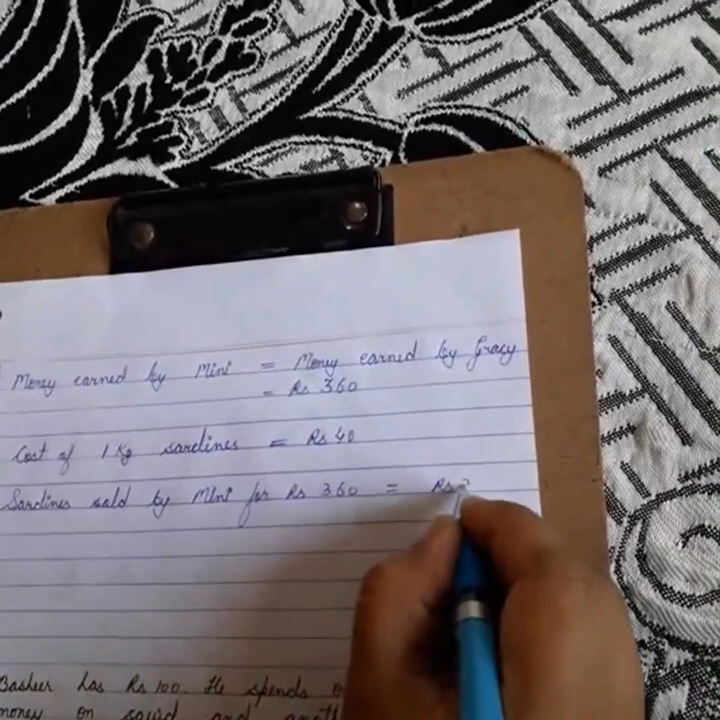 Money earned by Mini = Money earned by Gracy
= Rs 360
Cost of 1 Kg sardines = Rs 40
Sardines sold by Mini for Rs 360 = Rs
Basheer has Rs 100. He spends
money on squid and